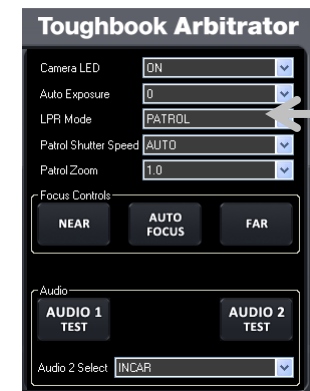 Toughbook Arbitrator
Camera LED ON
Auto Exposure 0
LPR Mode PATROL
Patrol Shutter Speed AUTO
Patrol Zoom 1.0
Focus Controls
NEAR
AUTO
FOCUS
FAR
Audio
AUDIO 1
TEST
AUDIO 2
TEST
Audio 2 Select INCAR